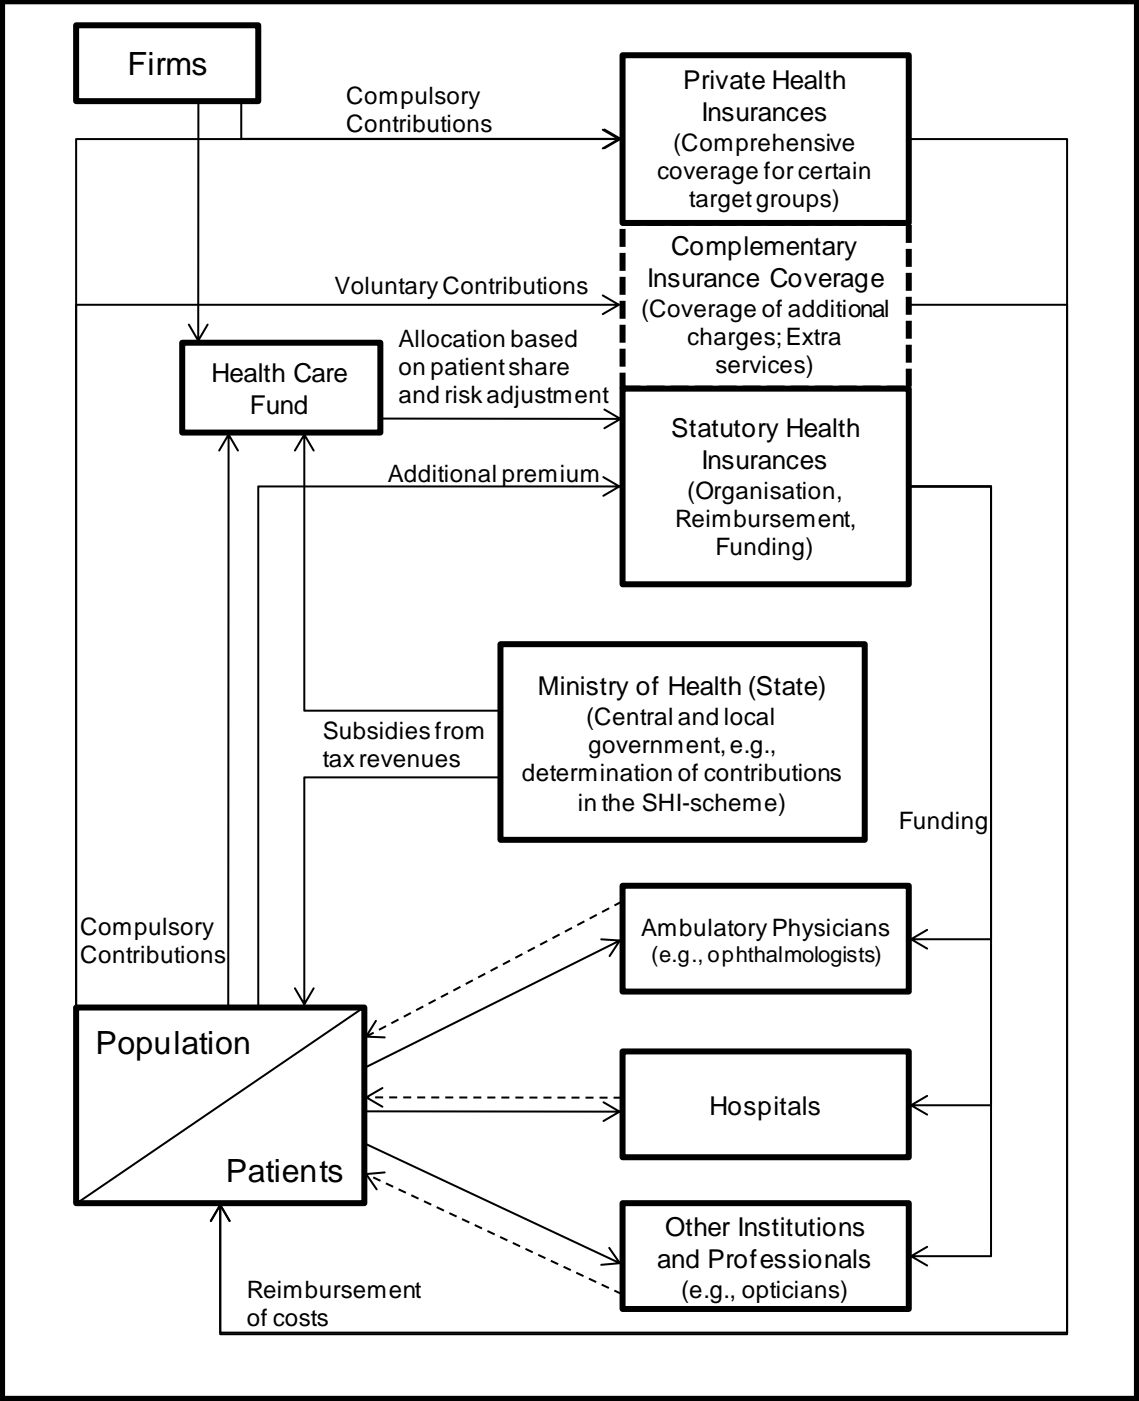 Firms
Compulsory
Contributions
Private Health
Insurances
(Comprehensive
coverage for certain
target groups)
Voluntary Contributions
Complementary
Insurance Coverage
(Coverage of additional
charges; Extra
services)
Health Care
Fund
Allocation based
on patient share
and risk adjustment
Additional premium
Statutory Health
Insurances
(Organisation,
Reimbursement,
Funding)
Subsidies from
tax revenues
Ministry of Health (State)
(Central and local
government, e.g.,
determination of contributions
in the SHI-scheme)
Funding
Compulsory
Contributions
Ambulatory Physicians
(e.g., ophthalmologists)
Population
Patients
Hospitals
Other Institutions
and Professionals
(e.g., opticians)
Reimbursement
of costs